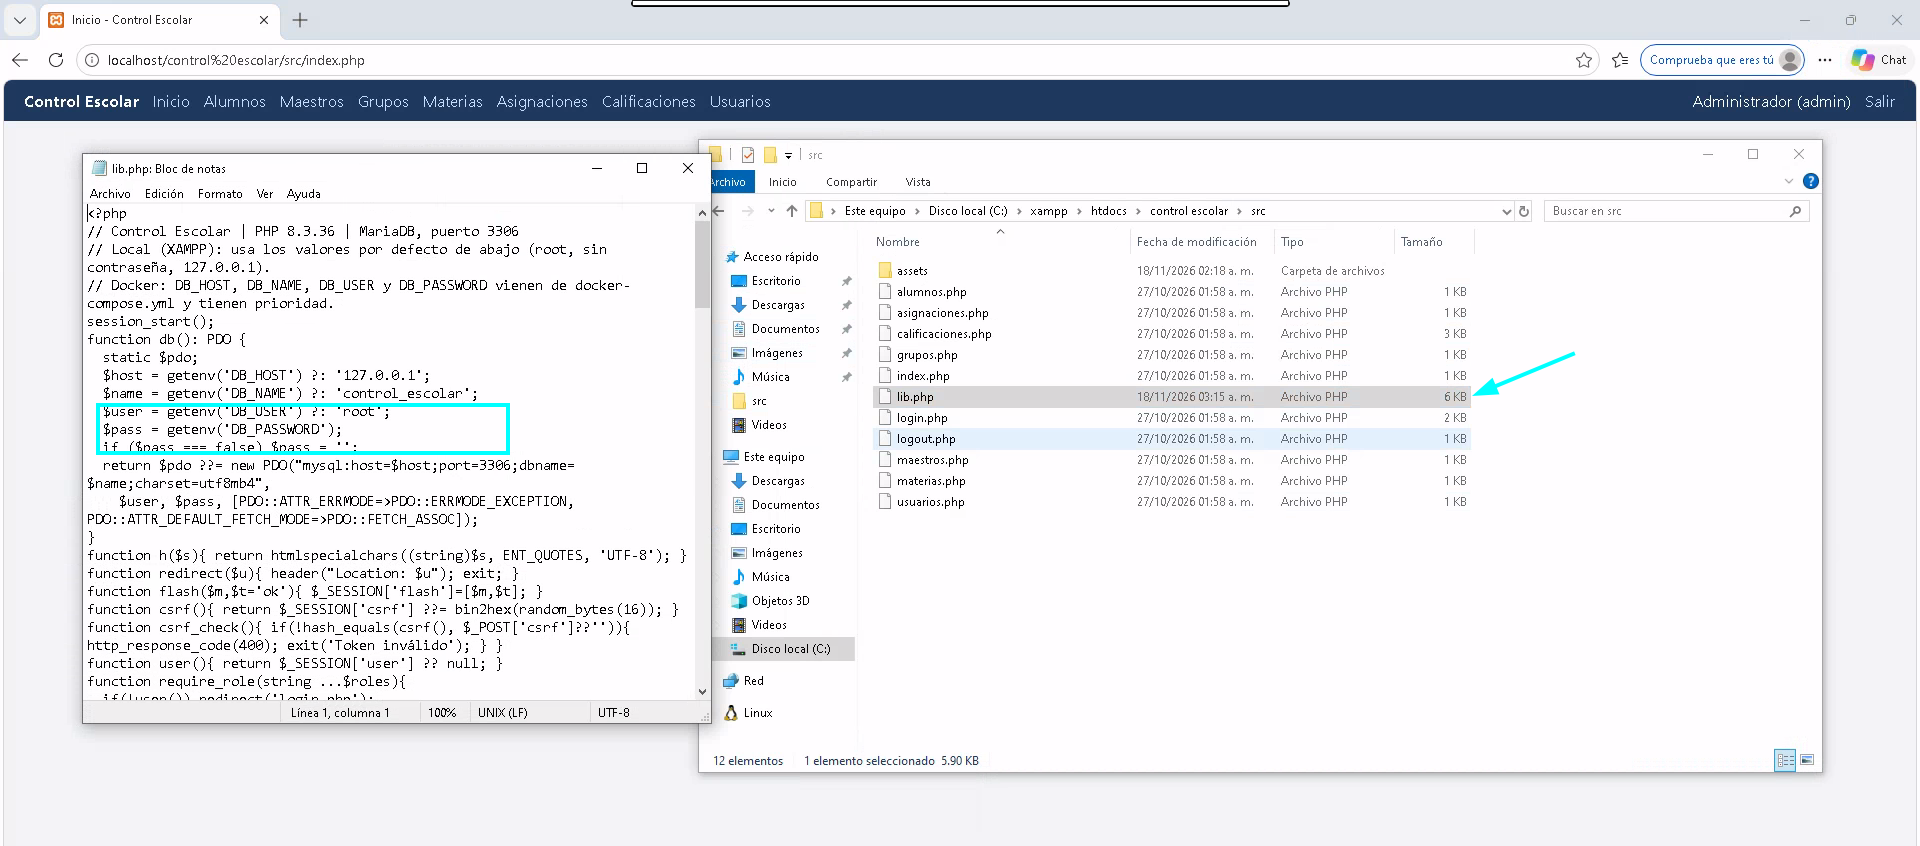 Inicio - Control Escolar
localhost/control%20escolar/src/index.php
Comprueba que eres tú
Chat
Control Escolar Inicio Alumnos Maestros Grupos Materias Asignaciones Calificaciones Usuarios
Administrador (admin) Salir
lib.php: Bloc de notas
Archivo Edición Formato Ver Ayuda
<?php
// Control Escolar | PHP 8.3.36 | MariaDB, puerto 3306
// Local (XAMPP): usa los valores por defecto de abajo (root, sin
contraseña, 127.0.0.1).
// Docker: DB_HOST, DB_NAME, DB_USER y DB_PASSWORD vienen de docker-
compose.yml y tienen prioridad.
session_start();
function db(): PDO {
  static $pdo;
  $host = getenv('DB_HOST') ?: '127.0.0.1';
  $name = getenv('DB_NAME') ?: 'control_escolar';
  $user = getenv('DB_USER') ?: 'root';
  $pass = getenv('DB_PASSWORD');
  if ($pass === false) $pass = '';
  return $pdo ??= new PDO("mysql:host=$host;port=3306;dbname=
$name;charset=utf8mb4",
    $user, $pass, [PDO::ATTR_ERRMODE=>PDO::ERRMODE_EXCEPTION,
PDO::ATTR_DEFAULT_FETCH_MODE=>PDO::FETCH_ASSOC]);
}
function h($s){ return htmlspecialchars((string)$s, ENT_QUOTES, 'UTF-8'); }
function redirect($u){ header("Location: $u"); exit; }
function flash($m,$t='ok'){ $_SESSION['flash']=[$m,$t]; }
function csrf(){ return $_SESSION['csrf'] ??= bin2hex(random_bytes(16)); }
function csrf_check(){ if(!hash_equals(csrf(), $_POST['csrf']??'')){
http_response_code(400); exit('Token inválido'); } }
function user(){ return $_SESSION['user'] ?? null; }
function require_role(string ...$roles){
  if(!user()) redirect('login.php');
Línea 1, columna 1 100% UNIX (LF) UTF-8
src
Archivo Inicio Compartir Vista
Este equipo > Disco local (C:) > xampp > htdocs > control escolar > src
Buscar en src
Acceso rápido
Escritorio
Descargas
Documentos
Imágenes
Música
src
Videos
Este equipo
Descargas
Documentos
Escritorio
Imágenes
Música
Objetos 3D
Videos
Disco local (C:)
Red
Linux
Nombre Fecha de modificación Tipo Tamaño
assets 18/11/2026 02:18 a. m. Carpeta de archivos
alumnos.php 27/10/2026 01:58 a. m. Archivo PHP 1 KB
asignaciones.php 27/10/2026 01:58 a. m. Archivo PHP 1 KB
calificaciones.php 27/10/2026 01:58 a. m. Archivo PHP 3 KB
grupos.php 27/10/2026 01:58 a. m. Archivo PHP 1 KB
index.php 27/10/2026 01:58 a. m. Archivo PHP 1 KB
lib.php 18/11/2026 03:15 a. m. Archivo PHP 6 KB
login.php 27/10/2026 01:58 a. m. Archivo PHP 2 KB
logout.php 27/10/2026 01:58 a. m. Archivo PHP 1 KB
maestros.php 27/10/2026 01:58 a. m. Archivo PHP 1 KB
materias.php 27/10/2026 01:58 a. m. Archivo PHP 1 KB
usuarios.php 27/10/2026 01:58 a. m. Archivo PHP 1 KB
12 elementos 1 elemento seleccionado 5.90 KB